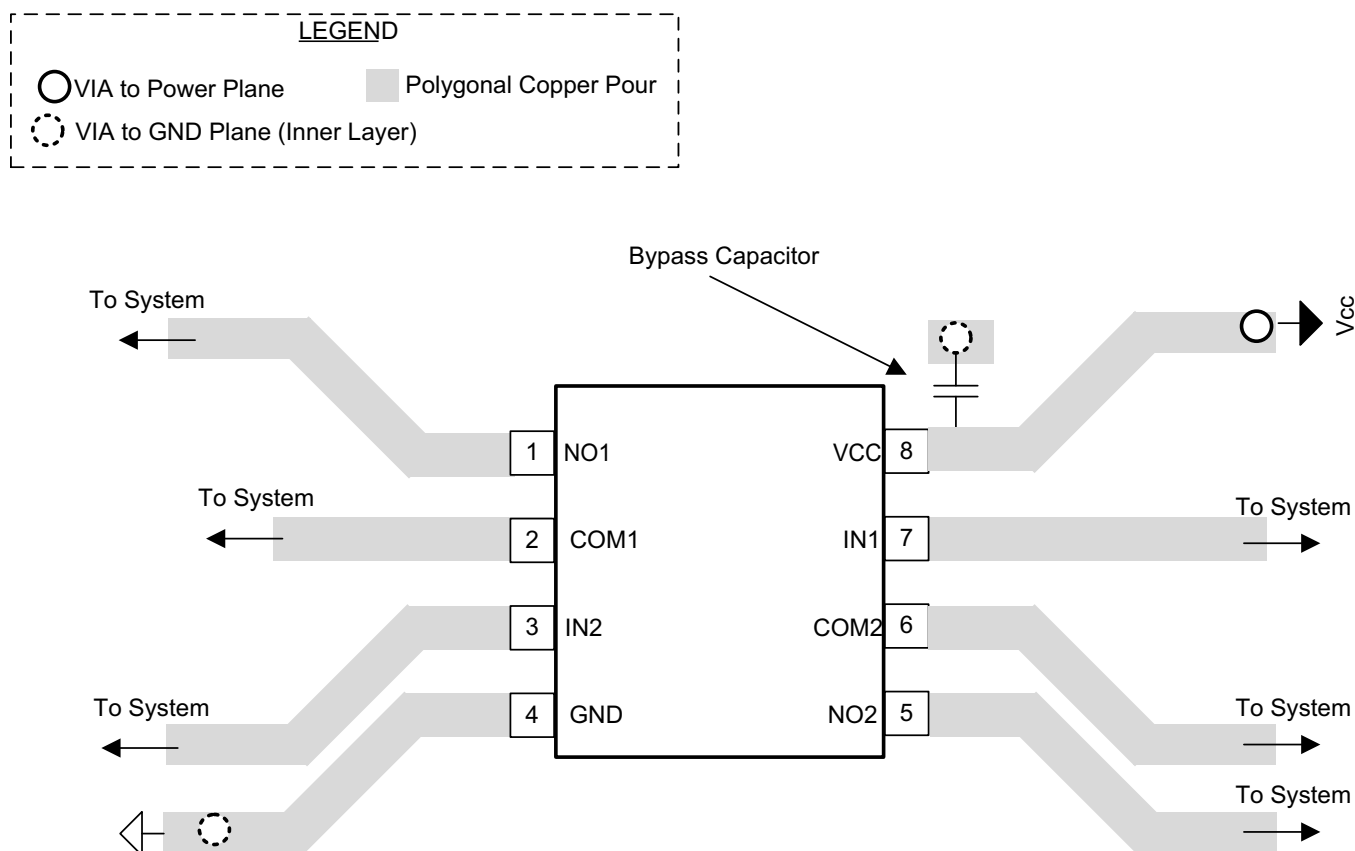 LEGEND
VIA to Power Plane
Polygonal Copper Pour
VIA to GND Plane (Inner Layer)
Bypass Capacitor
To System
Vcc
1
NO1
VCC
8
To System
To System
2
COM1
IN1
7
3
IN2
COM2
6
To System
To System
4
GND
NO2
5
To System